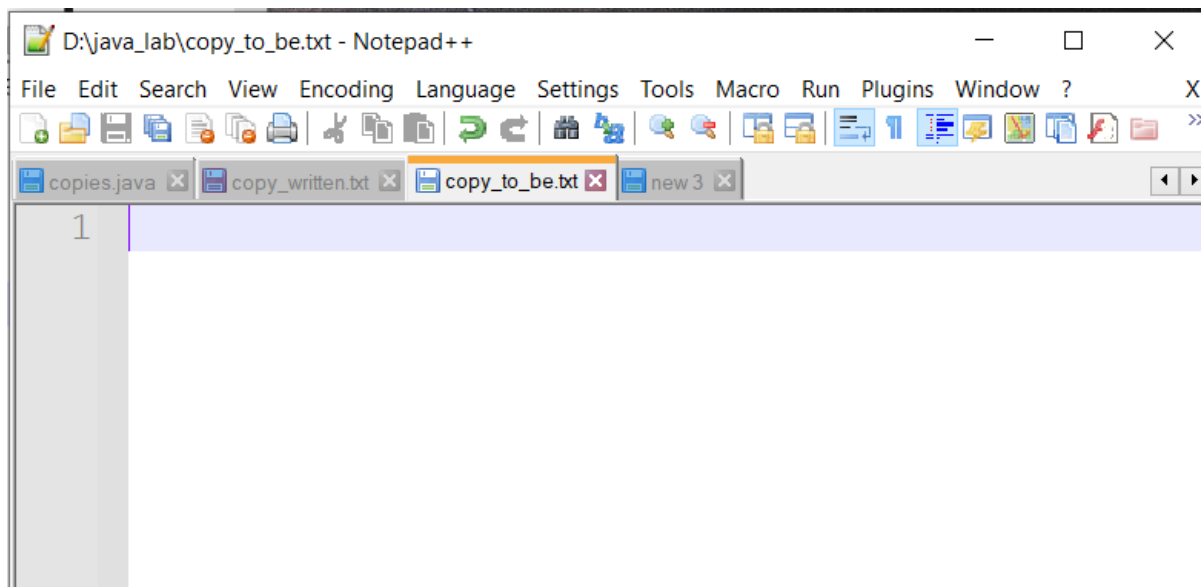 D:\java_lab\copy_to_be.txt - Notepad++
File Edit Search View Encoding Language Settings Tools Macro Run Plugins Window ? X
copies.java copy_written.txt copy_to_be.txt new 3
1